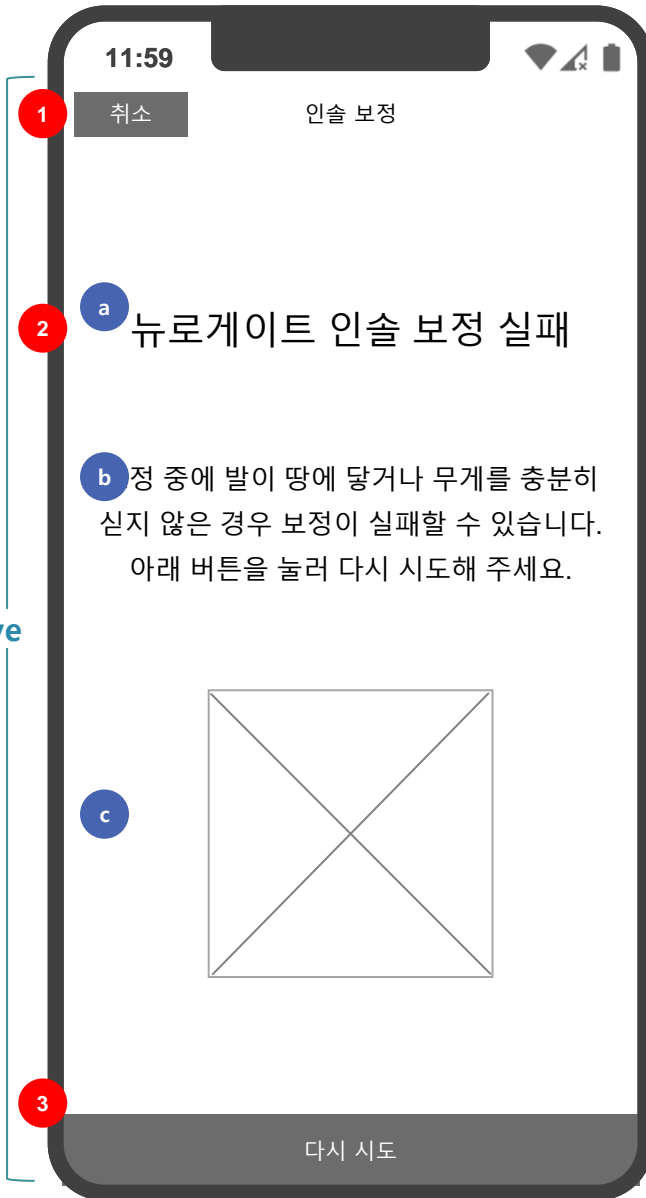 11:59
1
취소
인솔 보정
a
2
뉴로게이트 인솔 보정 실패
b
정 중에 발이 땅에 닿거나 무게를 충분히
싣지 않은 경우 보정이 실패할 수 있습니다.
아래 버튼을 눌러 다시 시도해 주세요.
c
3
다시 시도